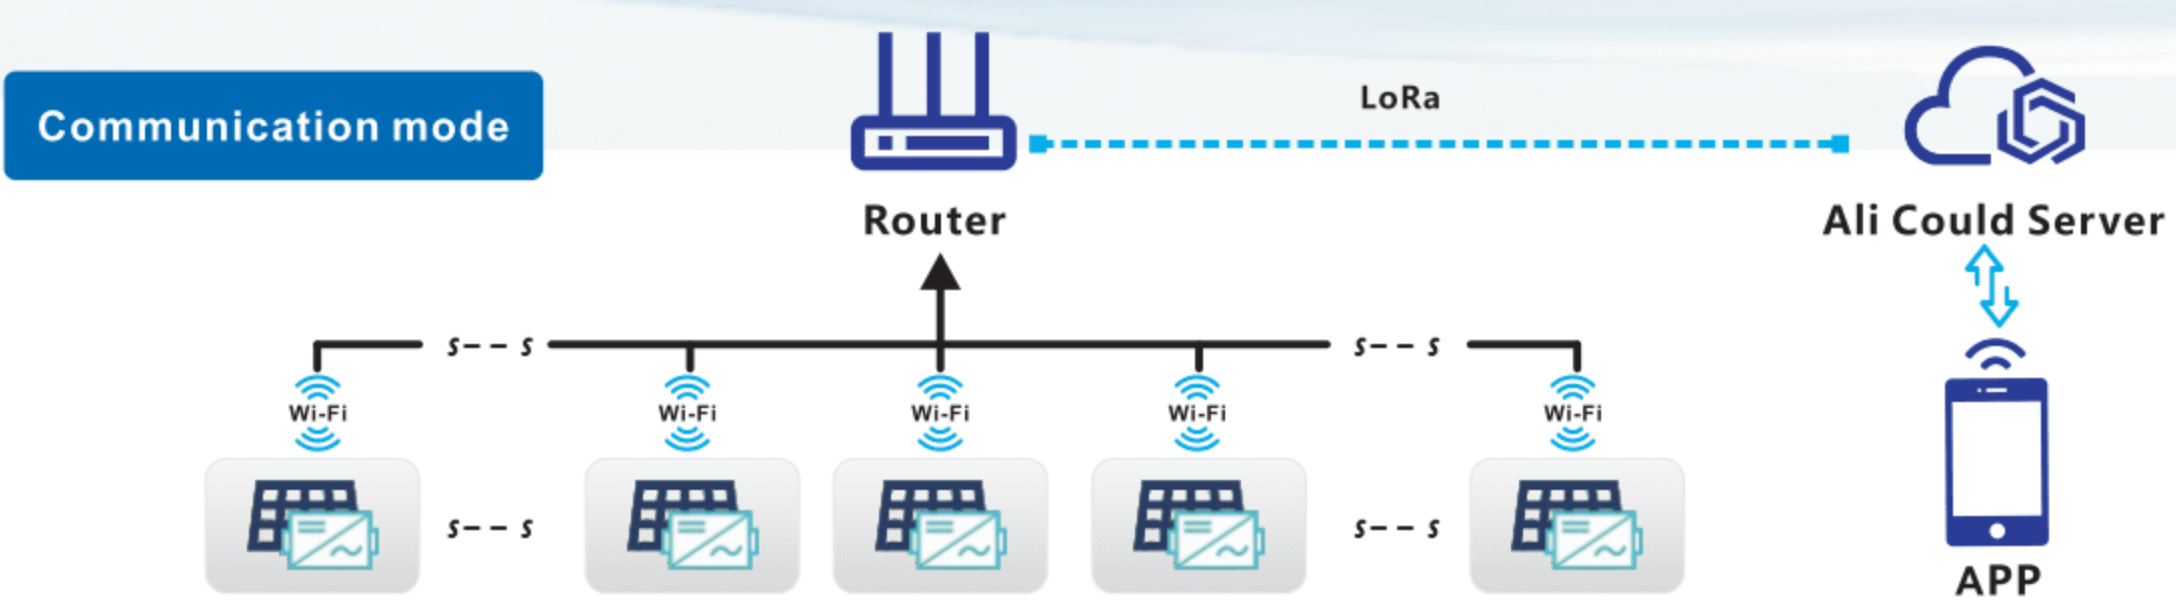 Communication mode
LoRa
Router
Ali Could Server
s-- s
s-- s
Wi-Fi
Wi-Fi
Wi-Fi
Wi-Fi
Wi-Fi
s-- s
s-- s
APP